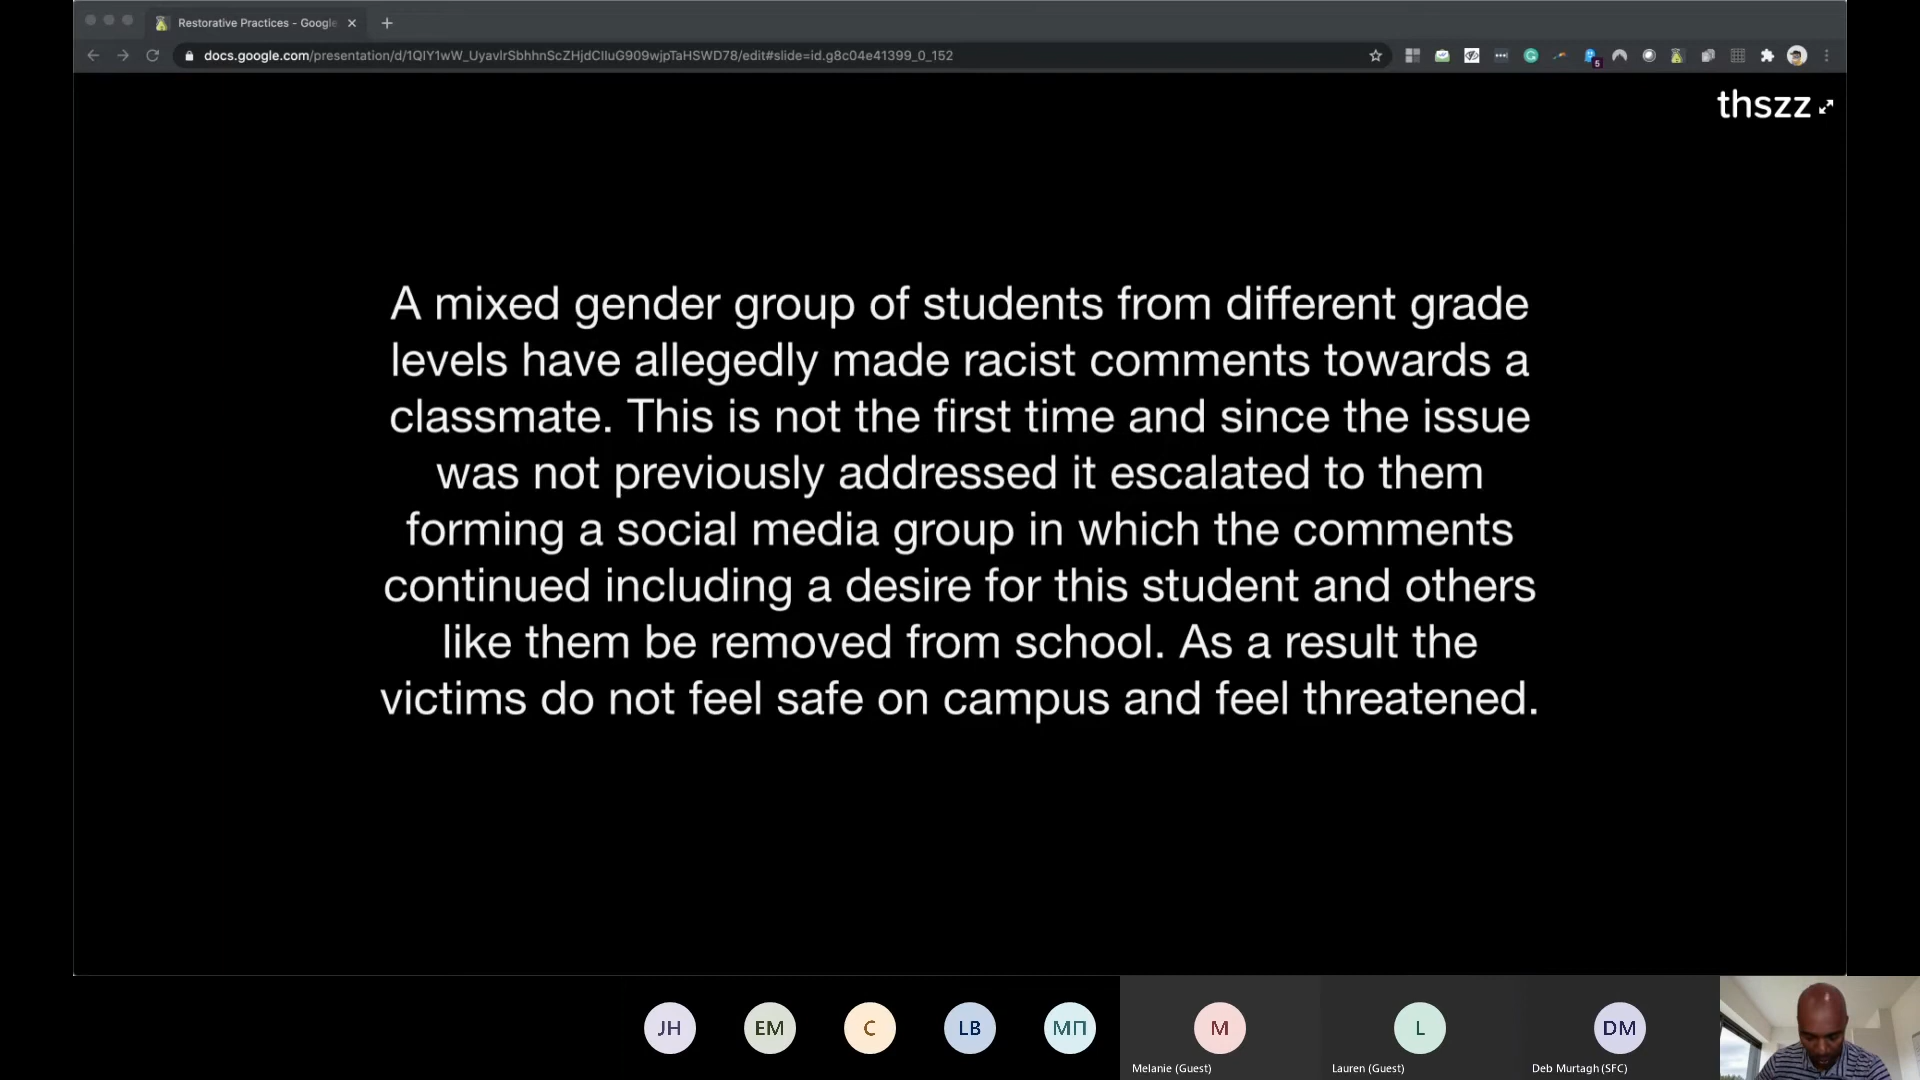 Restorative Practices - Google
docs.google.com/presentation/d/1QIY1wW_UyavIrSbhhnScZHjdCIIuG909wjpTaHSWD78/edit#slide=id.g8c04e41399_0_152
5
thszz
A mixed gender group of students from different grade
levels have allegedly made racist comments towards a
classmate. This is not the first time and since the issue
was not previously addressed it escalated to them
forming a social media group in which the comments
continued including a desire for this student and others
like them be removed from school. As a result the
victims do not feel safe on campus and feel threatened.
JH EM C LB МП M L DM
Melanie (Guest) Lauren (Guest) Deb Murtagh (SFC)